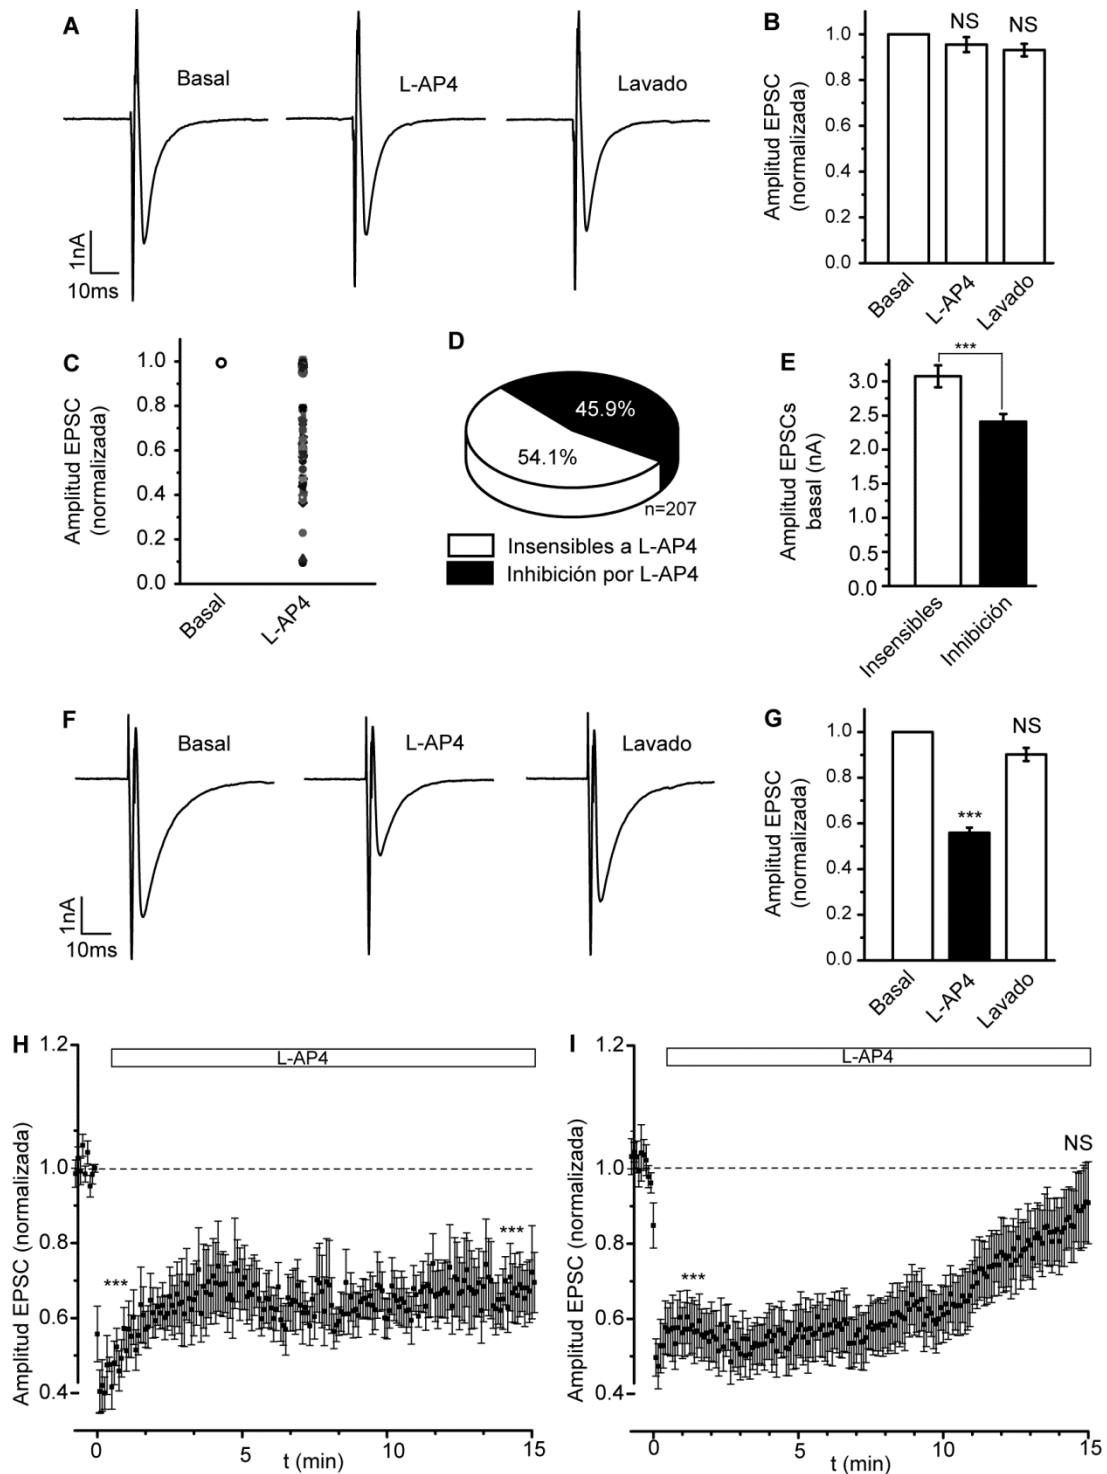 A
Basal
L-AP4
Lavado
1nA
10ms
B
NS
NS
Amplitud EPSC
(normalizada)
1.0
0.8
0.6
0.4
0.2
0.0
Basal
L-AP4
Lavado
C
Amplitud EPSC
(normalizada)
1.0
0.8
0.6
0.4
0.2
0.0
Basal
L-AP4
D
45.9%
54.1%
n=207
Insensibles a L-AP4
Inhibición por L-AP4
E
***
Amplitud EPSCs
basal (nA)
3.0
2.5
2.0
1.5
1.0
0.5
0.0
Insensibles
Inhibición
F
Basal
L-AP4
Lavado
1nA
10ms
G
NS
***
Amplitud EPSC
(normalizada)
1.0
0.8
0.6
0.4
0.2
0.0
Basal
L-AP4
Lavado
H
1.2
L-AP4
Amplitud EPSC (normalizada)
1.0
0.8
0.6
0.4
***
***
0
5
10
15
t (min)
I
1.2
L-AP4
Amplitud EPSC (normalizada)
1.0
0.8
0.6
0.4
***
NS
0
5
10
15
t (min)